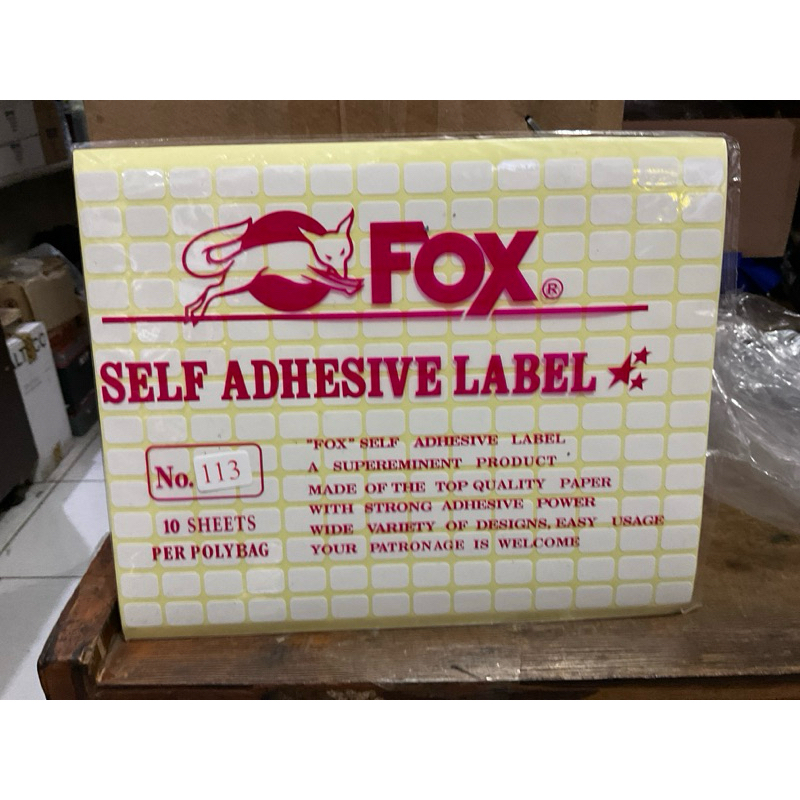 FOX®
SELF ADHESIVE LABEL
No. 113
10 SHEETS
PER POLYBAG
"FOX" SELF ADHESIVE LABEL
A SUPEREMINENT PRODUCT
MADE OF THE TOP QUALITY PAPER
WITH STRONG ADHESIVE POWER
WIDE VARIETY OF DESIGNS, EASY USAGE
YOUR PATRONAGE IS WELCOME